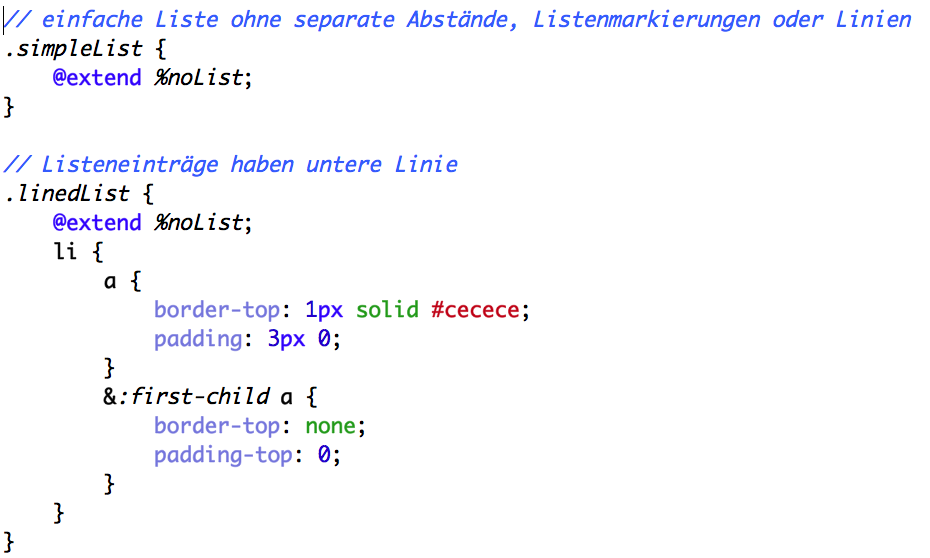 // einfache Liste ohne separate Abstände, Listenmarkierungen oder Linien
.simpleList {
    @extend %noList;
}

// Listeneinträge haben untere Linie
.linedList {
    @extend %noList;
    li {
        a {
            border-top: 1px solid #cecece;
            padding: 3px 0;
        }
        &:first-child a {
            border-top: none;
            padding-top: 0;
        }
    }
}